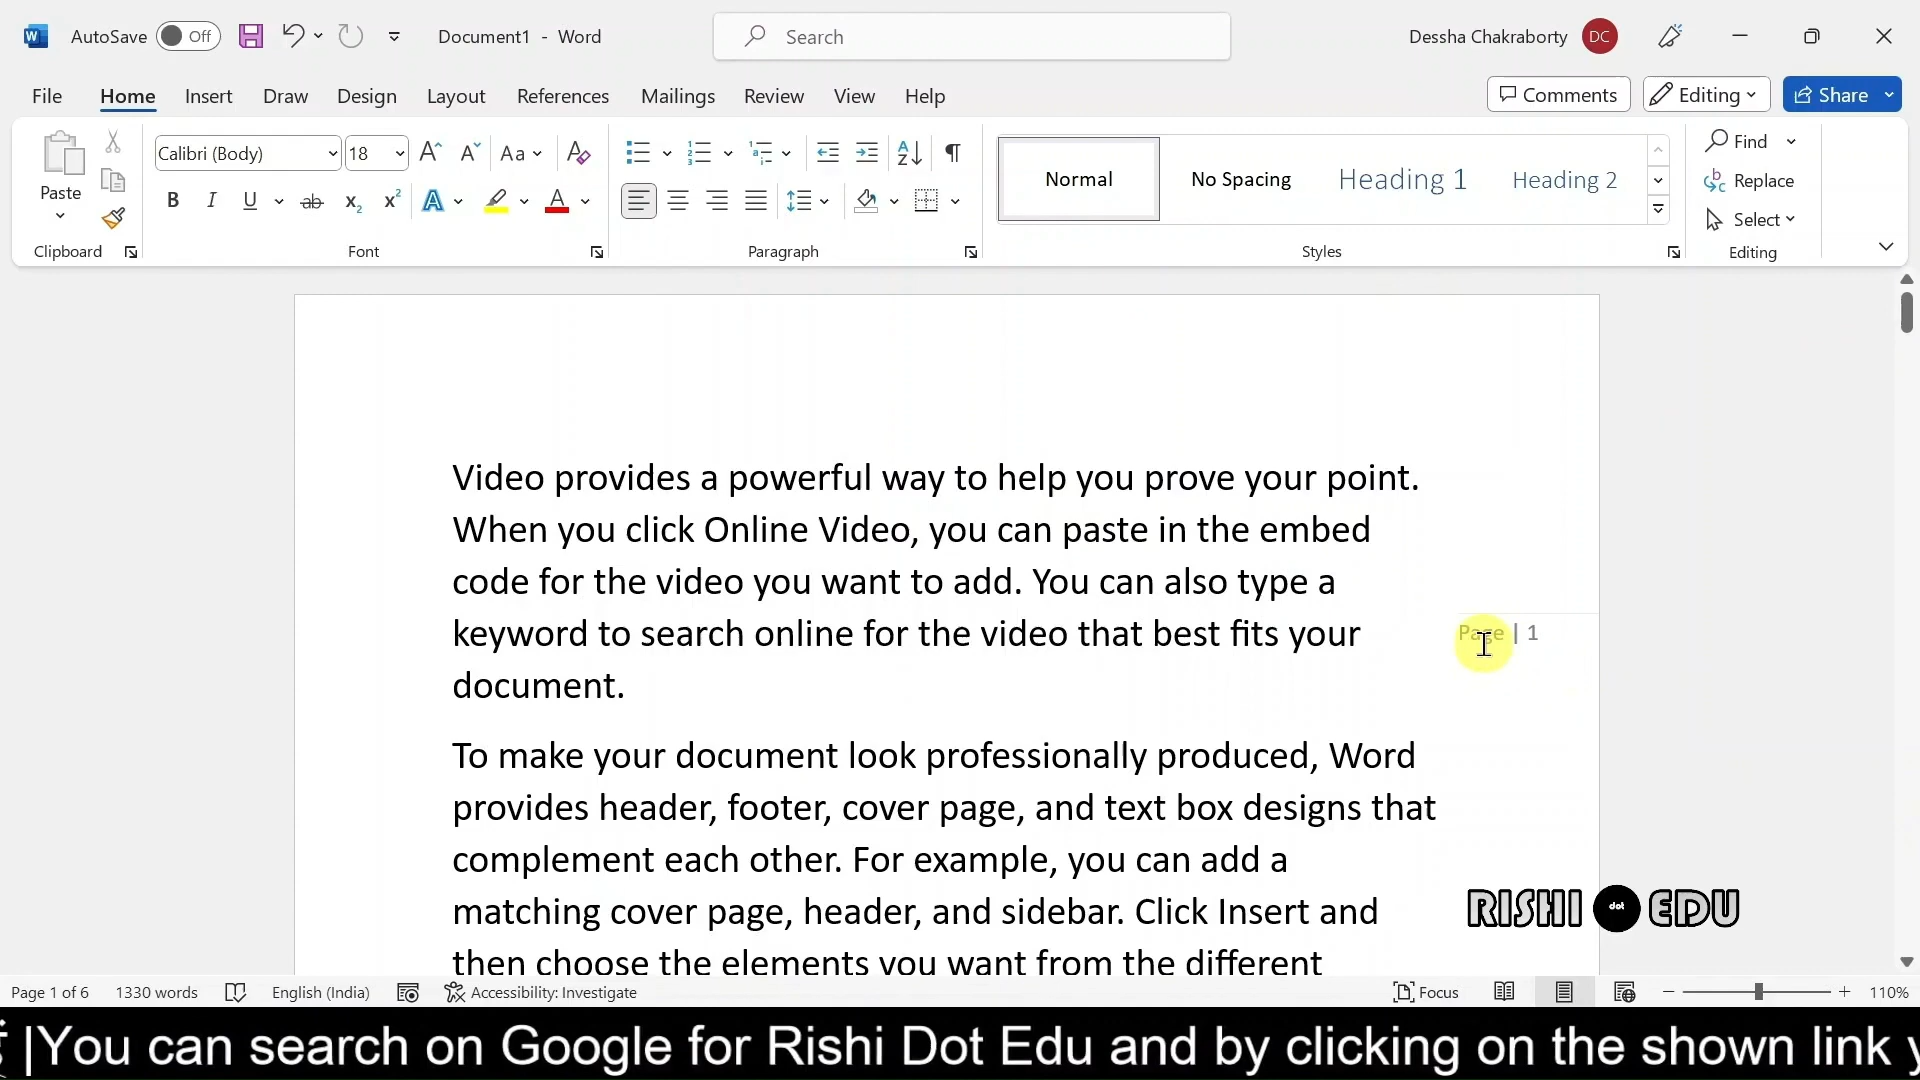 AutoSave Off Document1 - Word Search Dessha Chakraborty DC
File Home Insert Draw Design Layout References Mailings Review View Help Comments Editing Share
Paste Calibri (Body) 18 Normal No Spacing Heading 1 Heading 2 Find
Replace
Select
Clipboard Font Paragraph Styles Editing
Video provides a powerful way to help you prove your point.
When you click Online Video, you can paste in the embed
code for the video you want to add. You can also type a
keyword to search online for the video that best fits your
document.
Page | 1
To make your document look professionally produced, Word
provides header, footer, cover page, and text box designs that
complement each other. For example, you can add a
matching cover page, header, and sidebar. Click Insert and
then choose the elements you want from the different
RISHI dot EDU
Page 1 of 6 1330 words English (India) Accessibility: Investigate Focus 110%
|You can search on Google for Rishi Dot Edu and by clicking on the shown link